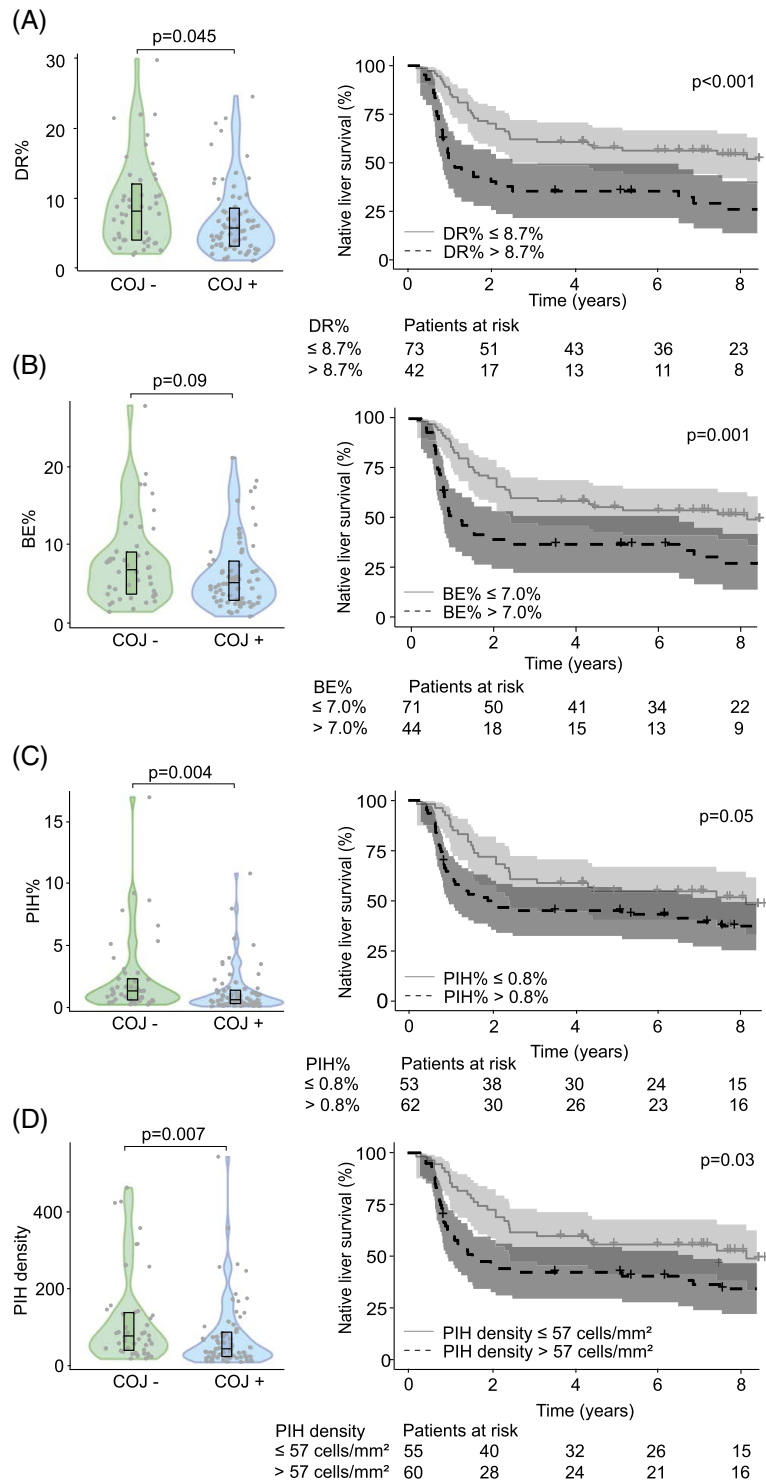 (A)
p=0.045
30
20
10
0
DR%
COJ - COJ +
100
75
50
25
0
Native liver survival (%)
p<0.001
DR% ≤ 8.7%
DR% > 8.7%
0 2 4 6 8
Time (years)
DR% Patients at risk
≤ 8.7% 73 51 43 36 23
> 8.7% 42 17 13 11 8
(B)
p=0.09
20
10
0
BE%
COJ - COJ +
100
75
50
25
0
Native liver survival (%)
p=0.001
BE% ≤ 7.0%
BE% > 7.0%
0 2 4 6 8
Time (years)
BE% Patients at risk
≤ 7.0% 71 50 41 34 22
> 7.0% 44 18 15 13 9
(C)
p=0.004
15
10
5
0
PIH%
COJ - COJ +
100
75
50
25
0
Native liver survival (%)
p=0.05
PIH% ≤ 0.8%
PIH% > 0.8%
0 2 4 6 8
Time (years)
PIH% Patients at risk
≤ 0.8% 53 38 30 24 15
> 0.8% 62 30 26 23 16
(D)
p=0.007
400
200
0
PIH density
COJ - COJ +
100
75
50
25
0
Native liver survival (%)
p=0.03
PIH density ≤ 57 cells/mm²
PIH density > 57 cells/mm²
0 2 4 6 8
Time (years)
PIH density Patients at risk
≤ 57 cells/mm² 55 40 32 26 15
> 57 cells/mm² 60 28 24 21 16